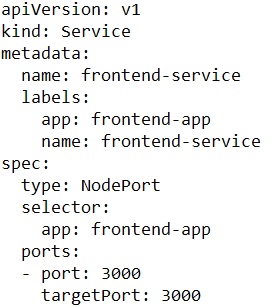 apiVersion: v1
kind: Service
metadata:
  name: frontend-service
  labels:
    app: frontend-app
    name: frontend-service
spec:
  type: NodePort
  selector:
    app: frontend-app
  ports:
  - port: 3000
    targetPort: 3000